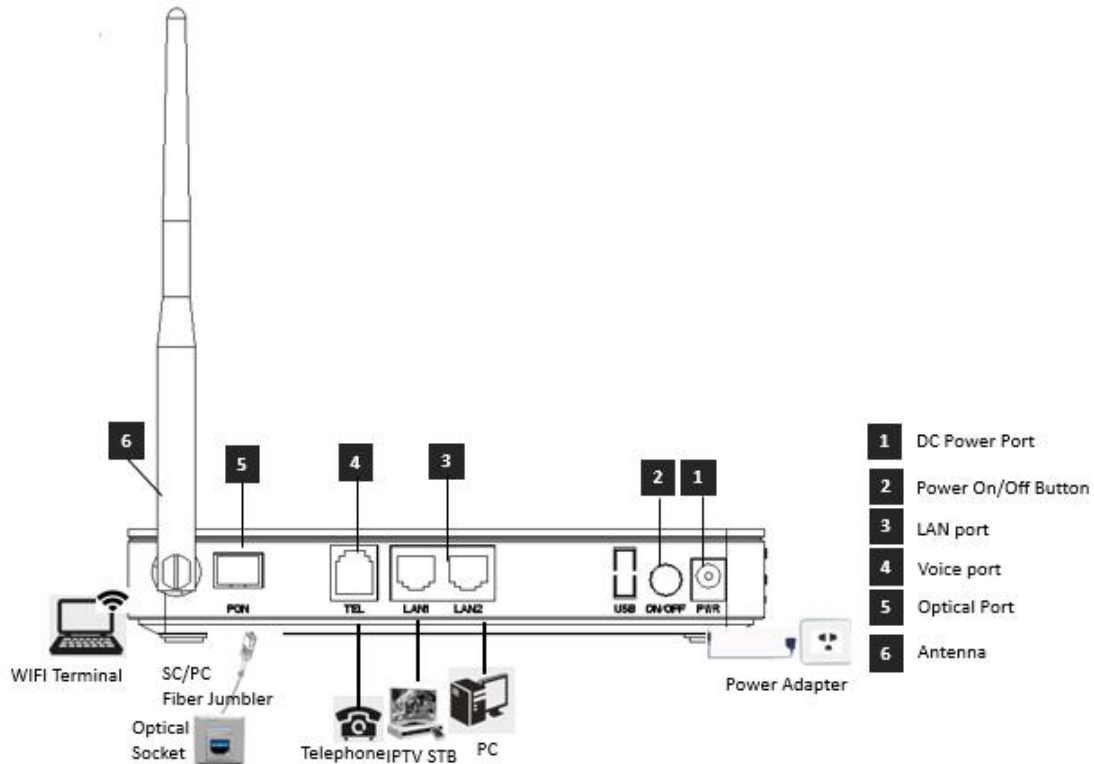 6
5
4
3
2
1
PON
TEL
LAN1
LAN2
USB
ON/OFF
PWR
WIFI Terminal
SC/PC
Fiber Jumbler
Optical
Socket
Telephone
IPTV STB
PC
Power Adapter
1 DC Power Port
2 Power On/Off Button
3 LAN port
4 Voice port
5 Optical Port
6 Antenna